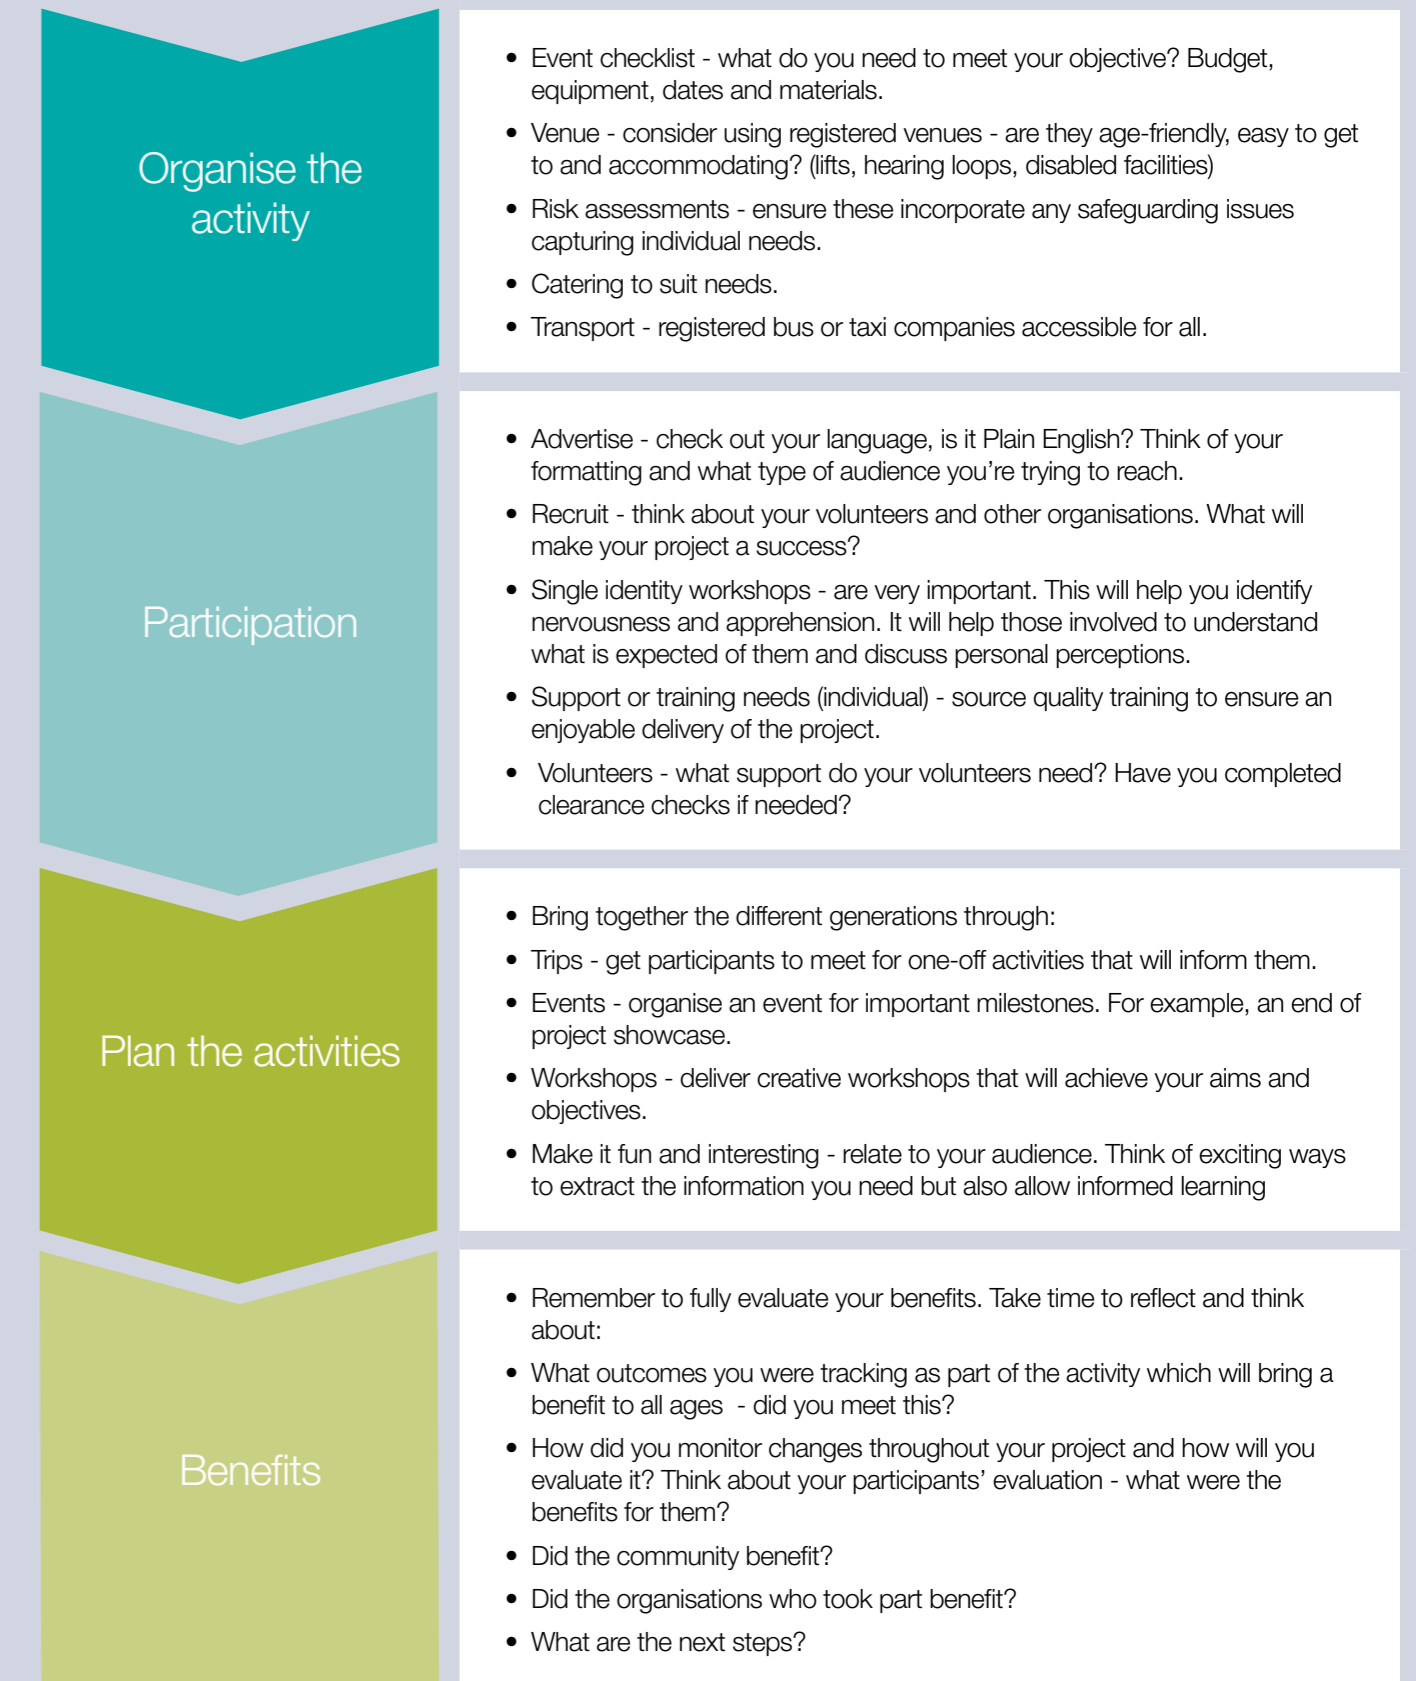 Organise the
activity
• Event checklist - what do you need to meet your objective? Budget,
equipment, dates and materials.
• Venue - consider using registered venues - are they age-friendly, easy to get
to and accommodating? (lifts, hearing loops, disabled facilities)
• Risk assessments - ensure these incorporate any safeguarding issues
capturing individual needs.
• Catering to suit needs.
• Transport - registered bus or taxi companies accessible for all.
Participation
• Advertise - check out your language, is it Plain English? Think of your
formatting and what type of audience you’re trying to reach.
• Recruit - think about your volunteers and other organisations. What will
make your project a success?
• Single identity workshops - are very important. This will help you identify
nervousness and apprehension. It will help those involved to understand
what is expected of them and discuss personal perceptions.
• Support or training needs (individual) - source quality training to ensure an
enjoyable delivery of the project.
• Volunteers - what support do your volunteers need? Have you completed
clearance checks if needed?
Plan the activities
• Bring together the different generations through:
• Trips - get participants to meet for one-off activities that will inform them.
• Events - organise an event for important milestones. For example, an end of
project showcase.
• Workshops - deliver creative workshops that will achieve your aims and
objectives.
• Make it fun and interesting - relate to your audience. Think of exciting ways
to extract the information you need but also allow informed learning
Benefits
• Remember to fully evaluate your benefits. Take time to reflect and think
about:
• What outcomes you were tracking as part of the activity which will bring a
benefit to all ages  - did you meet this?
• How did you monitor changes throughout your project and how will you
evaluate it? Think about your participants’ evaluation - what were the
benefits for them?
• Did the community benefit?
• Did the organisations who took part benefit?
• What are the next steps?